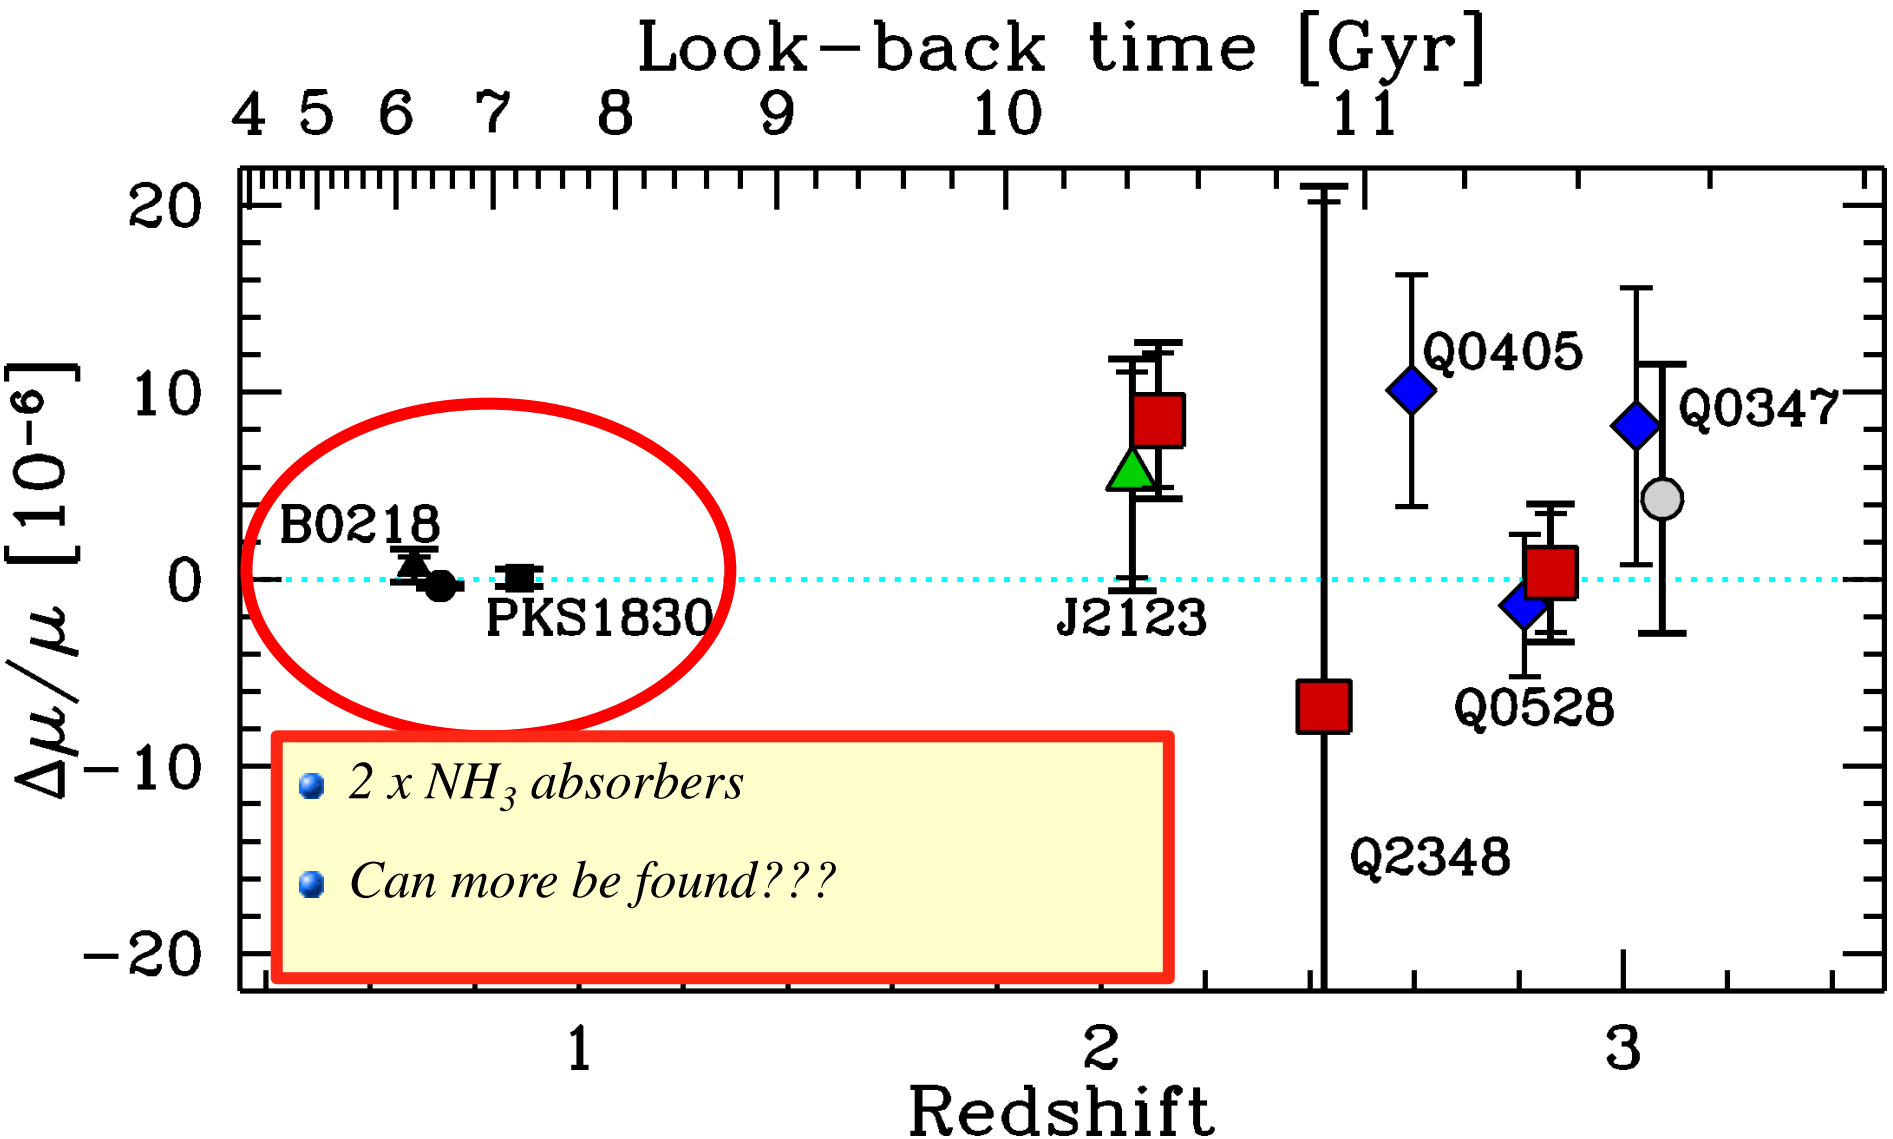 Look-back time [Gyr]
4 5 6 7 8 9 10 11
20
10
0
-10
-20
Δμ/μ [10⁻⁶]
B0218
PKS1830
J2123
Q2348
Q0405
Q0528
Q0347
2 x NH₃ absorbers
Can more be found???
1 2 3
Redshift